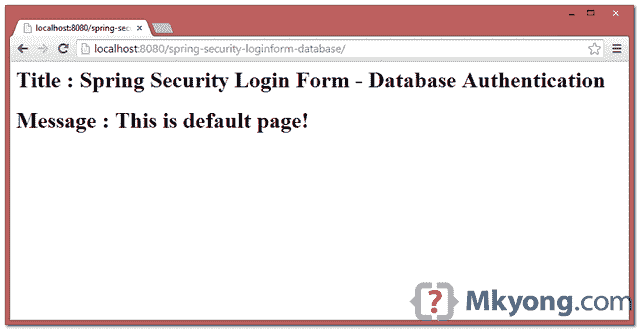 localhost:8080/spring-sec
localhost:8080/spring-security-loginform-database/
Title : Spring Security Login Form - Database Authentication
Message : This is default page!
{?} Mkyong.com